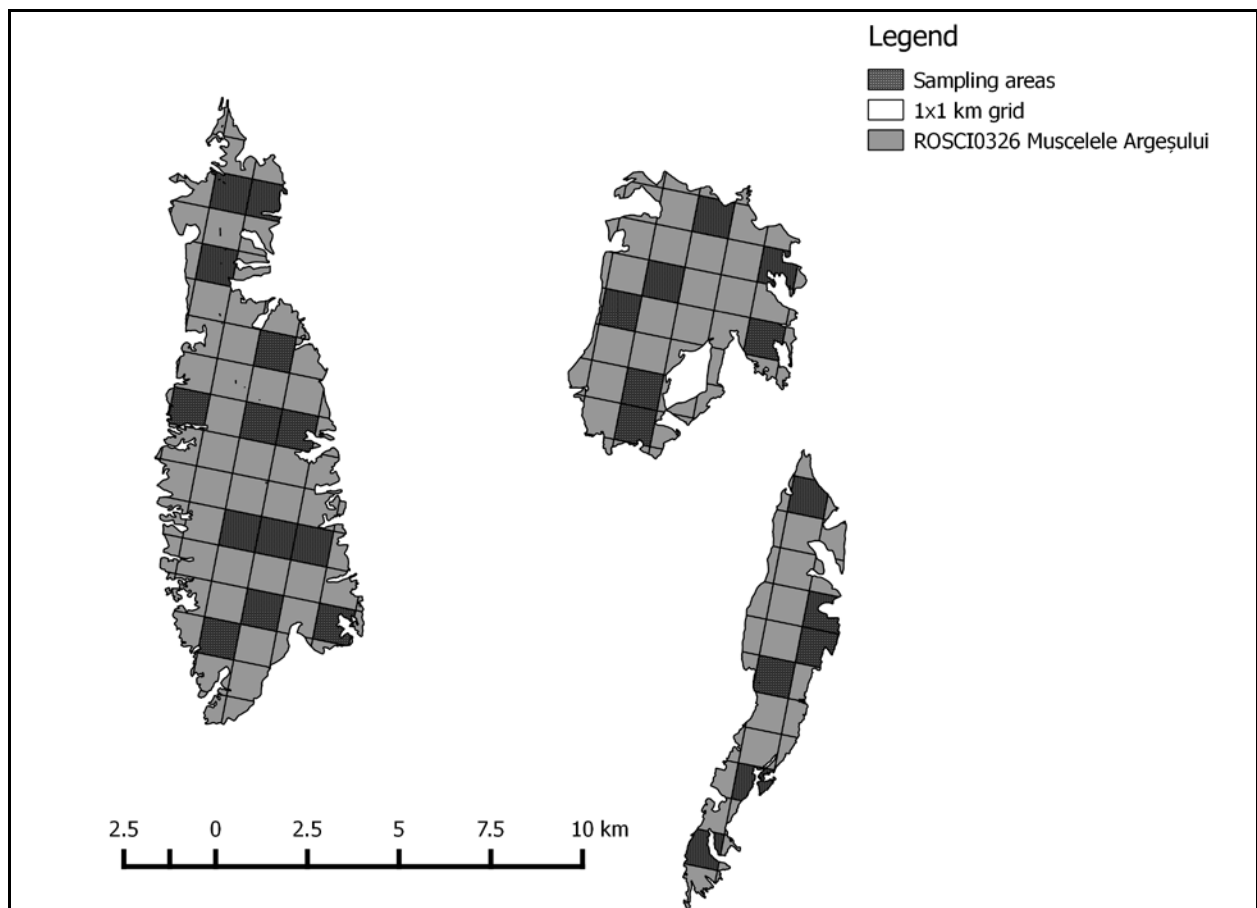 Legend
Sampling areas
1x1 km grid
ROSCI0326 Muscelele Argeșului
2.5 0 2.5 5 7.5 10 km